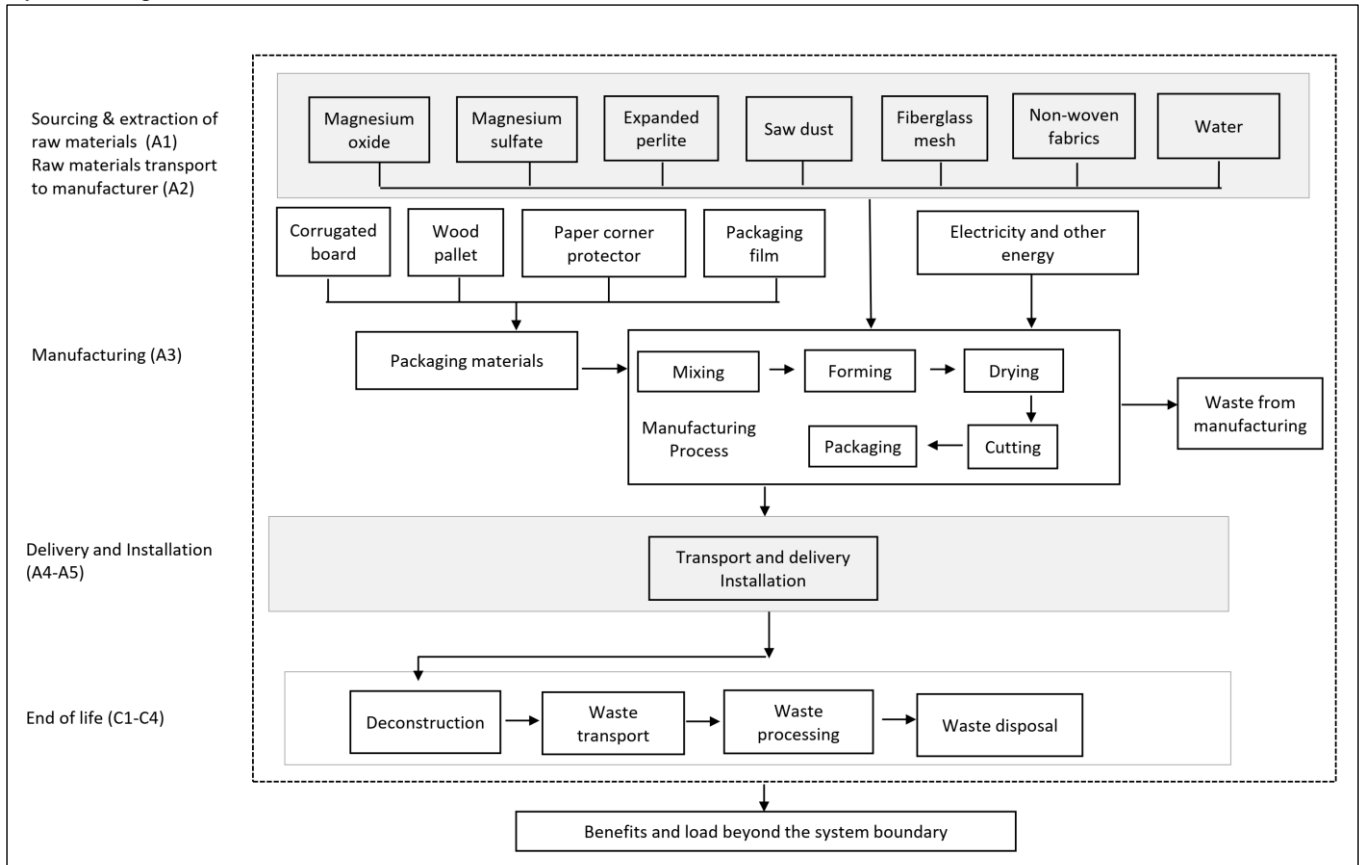 Sourcing & extraction of
raw materials (A1)
Raw materials transport
to manufacturer (A2)
Magnesium
oxide
Magnesium
sulfate
Expanded
perlite
Saw dust
Fiberglass
mesh
Non-woven
fabrics
Water
Corrugated
board
Wood
pallet
Paper corner
protector
Packaging
film
Electricity and other
energy
Manufacturing (A3)
Packaging materials
Mixing
Forming
Drying
Manufacturing
Process
Packaging
Cutting
Waste from
manufacturing
Delivery and Installation
(A4-A5)
Transport and delivery
Installation
End of life (C1-C4)
Deconstruction
Waste
transport
Waste
processing
Waste disposal
Benefits and load beyond the system boundary